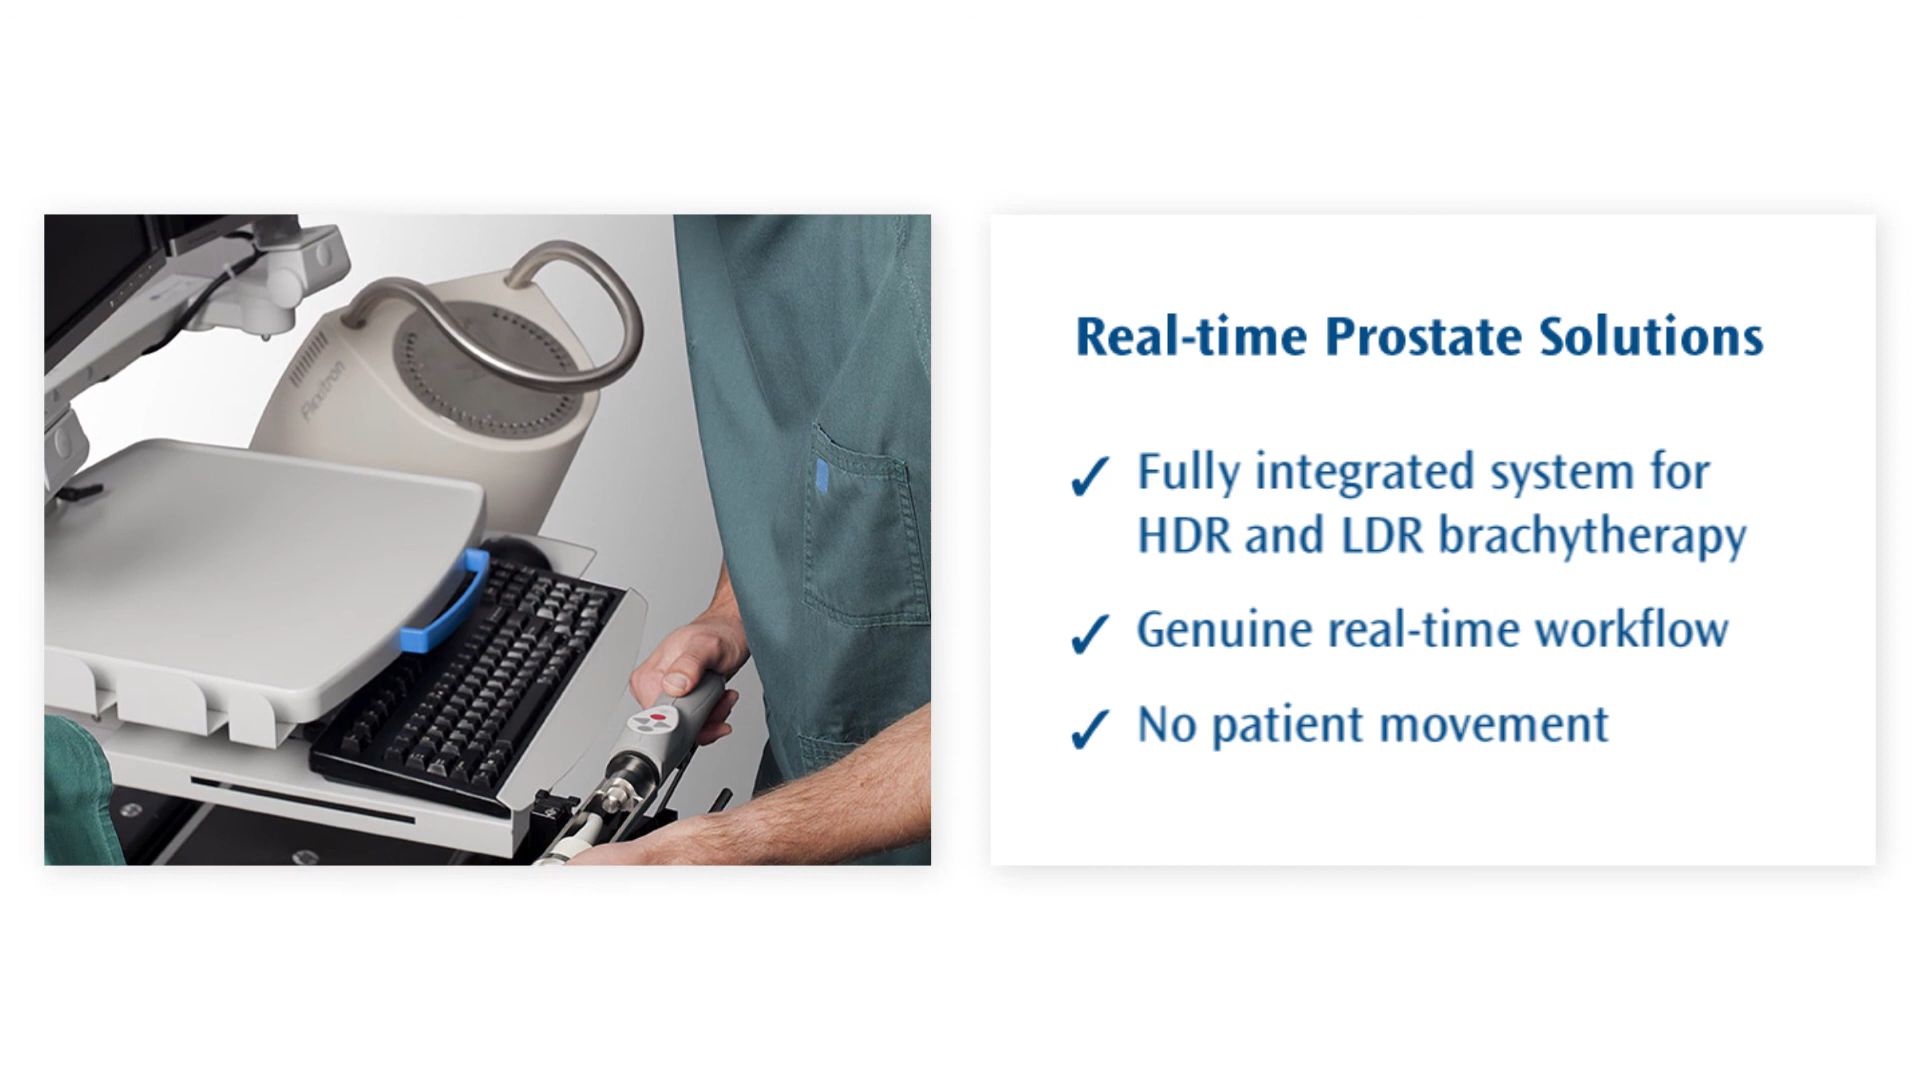 Flexitron
Real-time Prostate Solutions
✓ Fully integrated system for
HDR and LDR brachytherapy
✓ Genuine real-time workflow
✓ No patient movement